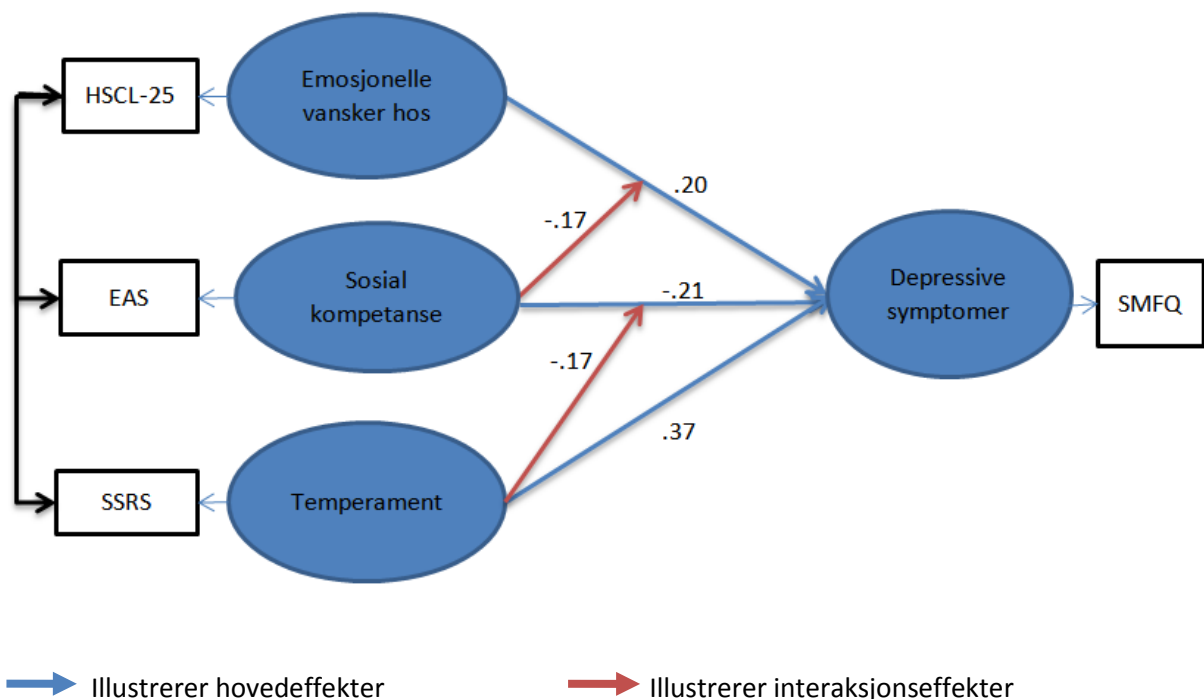 HSCL-25
Emosjonelle
vansker hos
.20
-.17
EAS
Sosial
kompetanse
-.21
Depressive
symptomer
SMFQ
-.17
.37
SSRS
Temperament
Illustrerer hovedeffekter
Illustrerer interaksjonseffekter